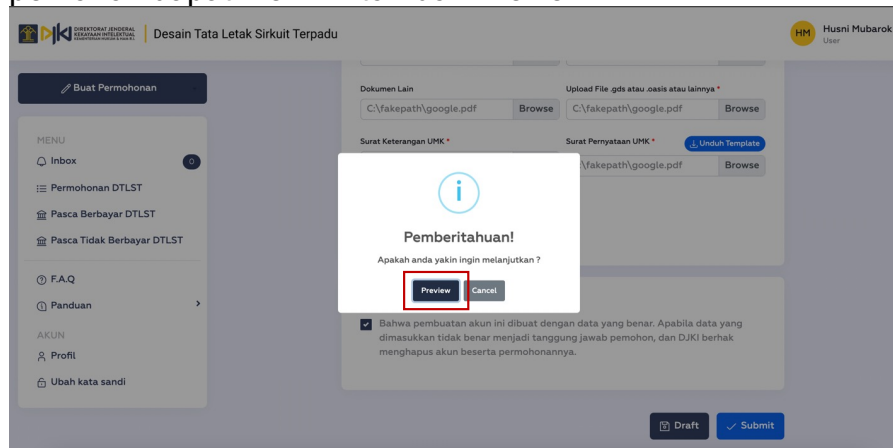 DIREKTORAT JENDERAL
KEKAYAAN INTELEKTUAL
Desain Tata Letak Sirkuit Terpadu
HM
Husni Mubarok
User
Buat Permohonan
MENU
Inbox
0
Permohonan DTLST
Pasca Berbayar DTLST
Pasca Tidak Berbayar DTLST
F.A.Q
Panduan
AKUN
Profil
Ubah kata sandi
Dokumen Lain
Upload File .gds atau .oasis atau lainnya *
C:\fakepath\google.pdf Browse
C:\fakepath\google.pdf Browse
Surat Keterangan UMK *
Surat Pernyataan UMK *
Unduh Template
:\fakepath\google.pdf Browse
Pemberitahuan!
Apakah anda yakin ingin melanjutkan ?
Preview
Cancel
Bahwa pembuatan akun ini dibuat dengan data yang benar. Apabila data yang
dimasukkan tidak benar menjadi tanggung jawab pemohon, dan DJKI berhak
menghapus akun beserta permohonannya.
Draft
Submit